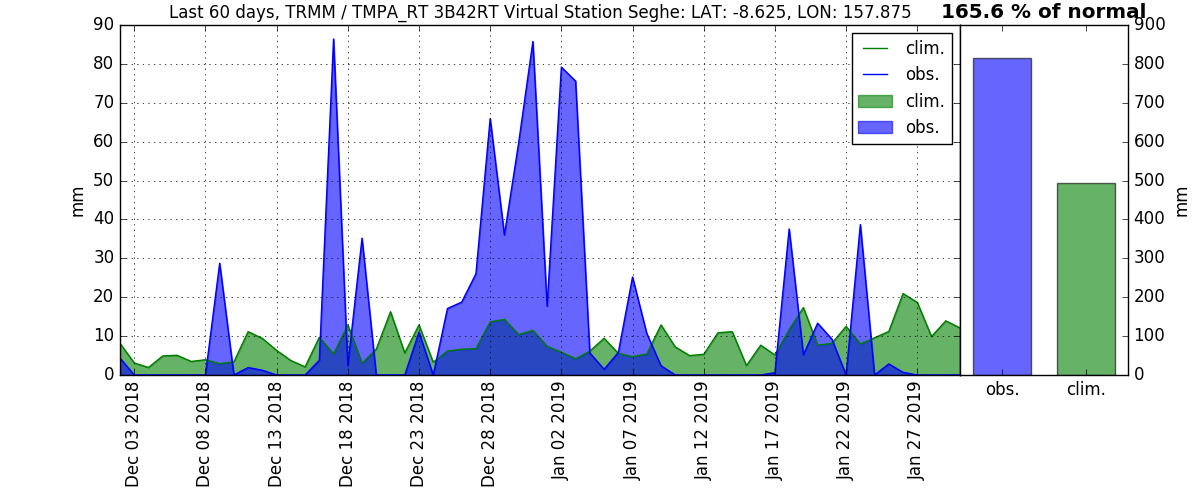 Last 60 days, TRMM / TMPA_RT 3B42RT Virtual Station Seghe: LAT: -8.625, LON: 157.875
165.6 % of normal
90
80
70
60
50
40
30
20
10
0
mm
clim.
obs.
clim.
obs.
900
800
700
600
500
400
300
200
100
0
mm
obs.
clim.
Dec 03 2018
Dec 08 2018
Dec 13 2018
Dec 18 2018
Dec 23 2018
Dec 28 2018
Jan 02 2019
Jan 07 2019
Jan 12 2019
Jan 17 2019
Jan 22 2019
Jan 27 2019